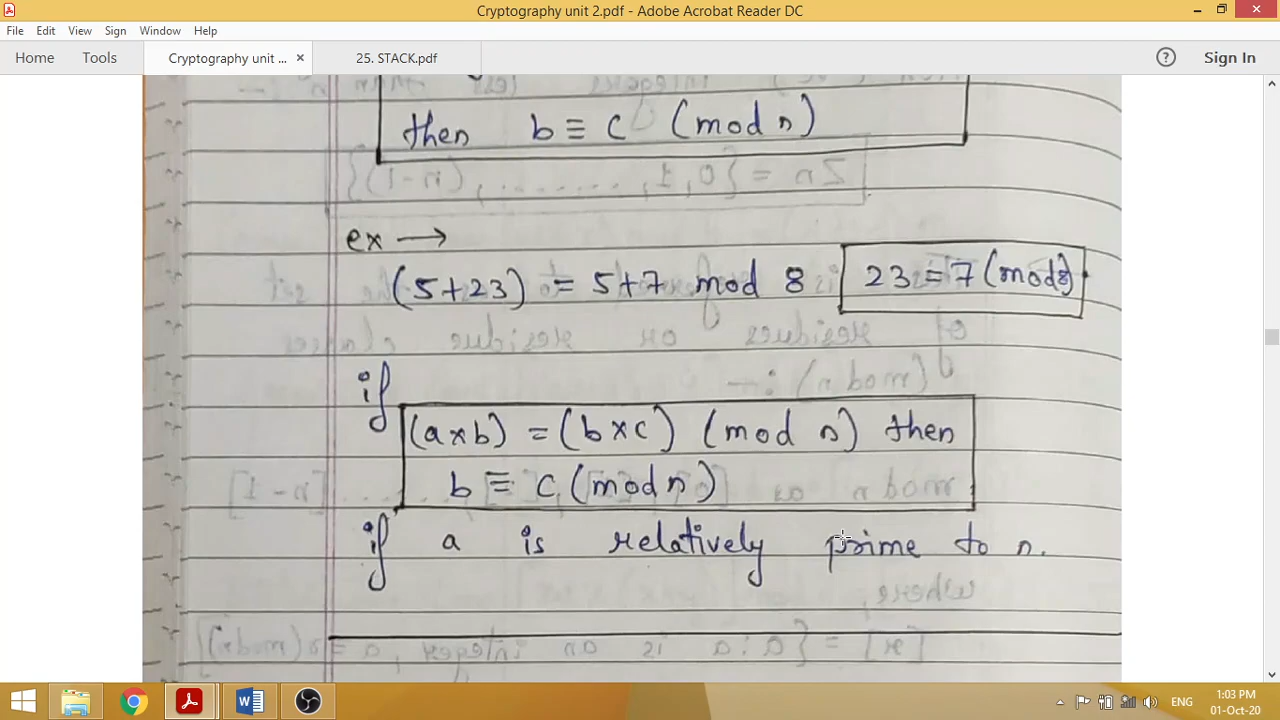 Cryptography unit 2.pdf - Adobe Acrobat Reader DC
File Edit View Sign Window Help
Home Tools Cryptography unit ... × 25. STACK.pdf ? Sign In
then b ≡ c (mod n)
ex →
(5+23) = 5+7 mod 8 23 = 7 (mod 8)
if
(a×b) = (b×c) (mod n) then
b ≡ c (mod n)
if a is relatively prime to n.
ENG
1:03 PM
01-Oct-20